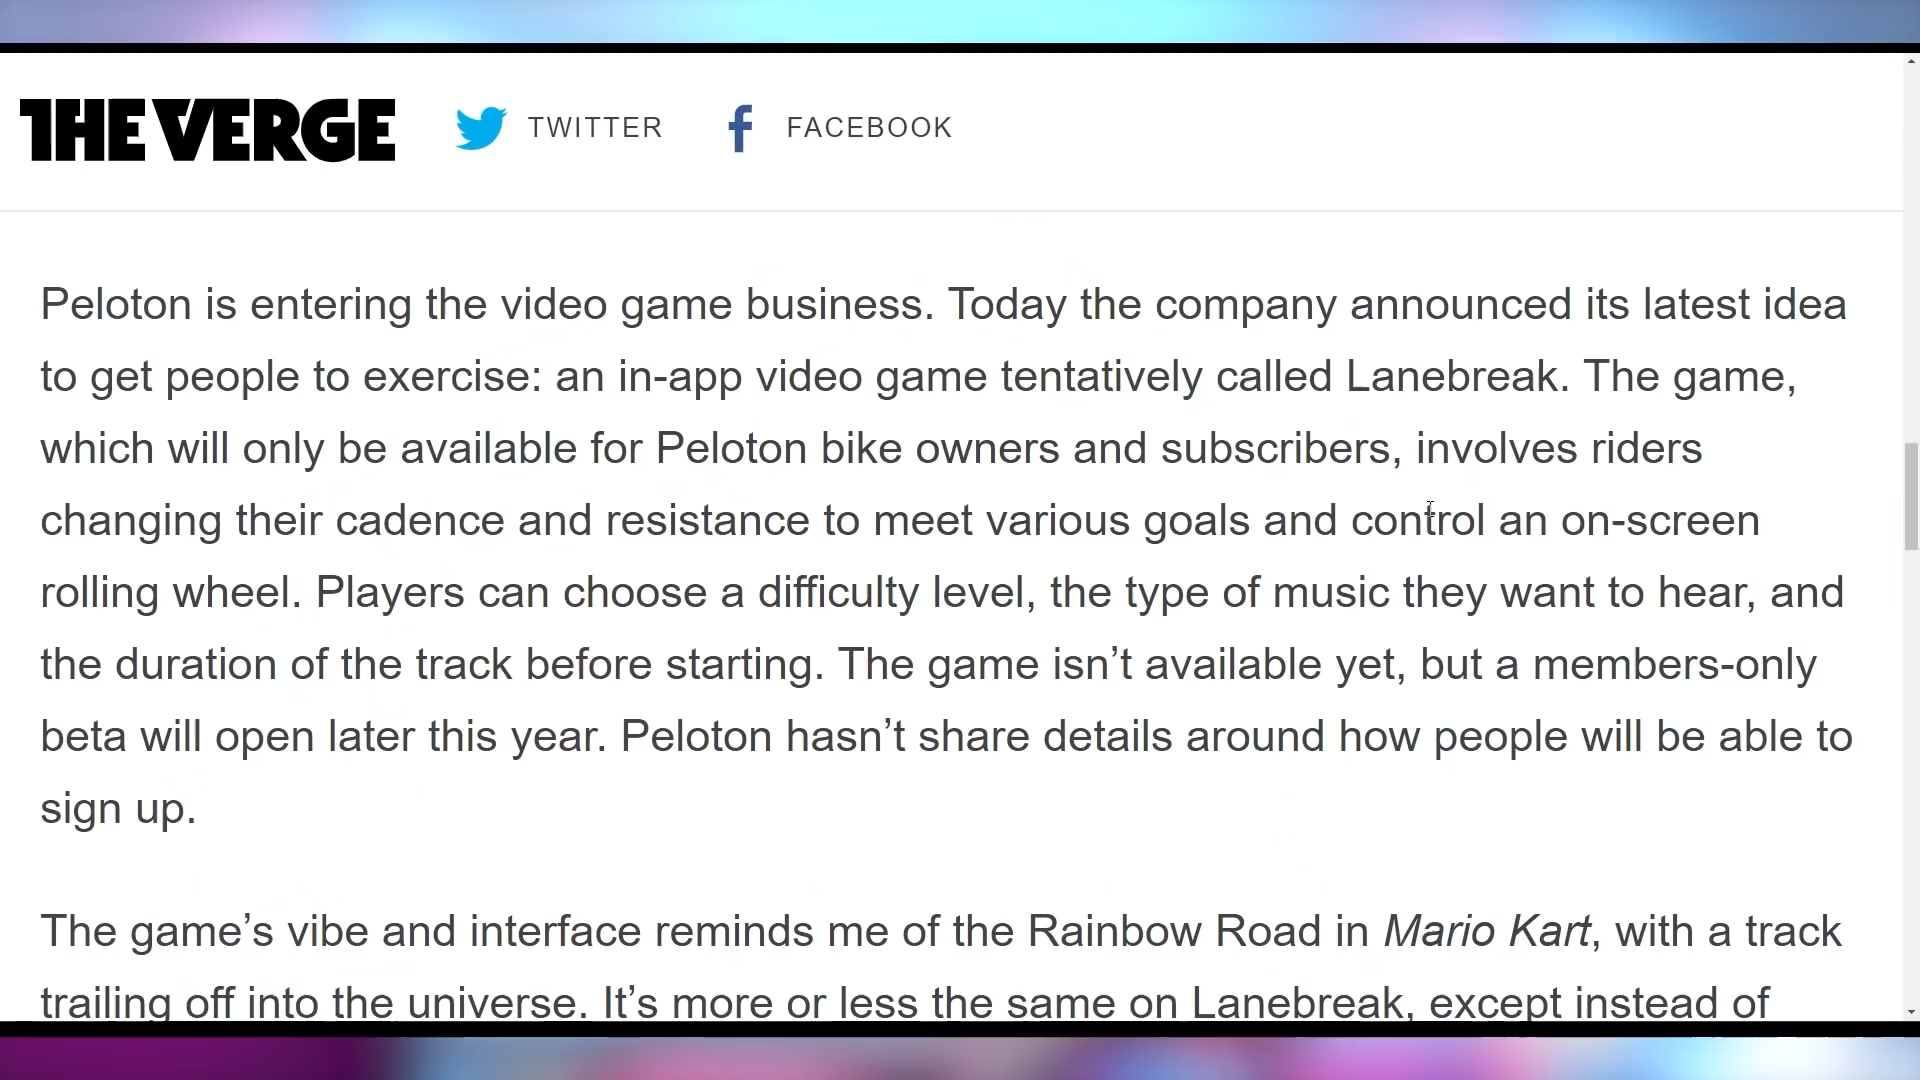 THE VERGE TWITTER FACEBOOK
Peloton is entering the video game business. Today the company announced its latest idea
to get people to exercise: an in-app video game tentatively called Lanebreak. The game,
which will only be available for Peloton bike owners and subscribers, involves riders
changing their cadence and resistance to meet various goals and control an on-screen
rolling wheel. Players can choose a difficulty level, the type of music they want to hear, and
the duration of the track before starting. The game isn’t available yet, but a members-only
beta will open later this year. Peloton hasn’t share details around how people will be able to
sign up.
The game’s vibe and interface reminds me of the Rainbow Road in Mario Kart, with a track
trailing off into the universe. It’s more or less the same on Lanebreak, except instead of